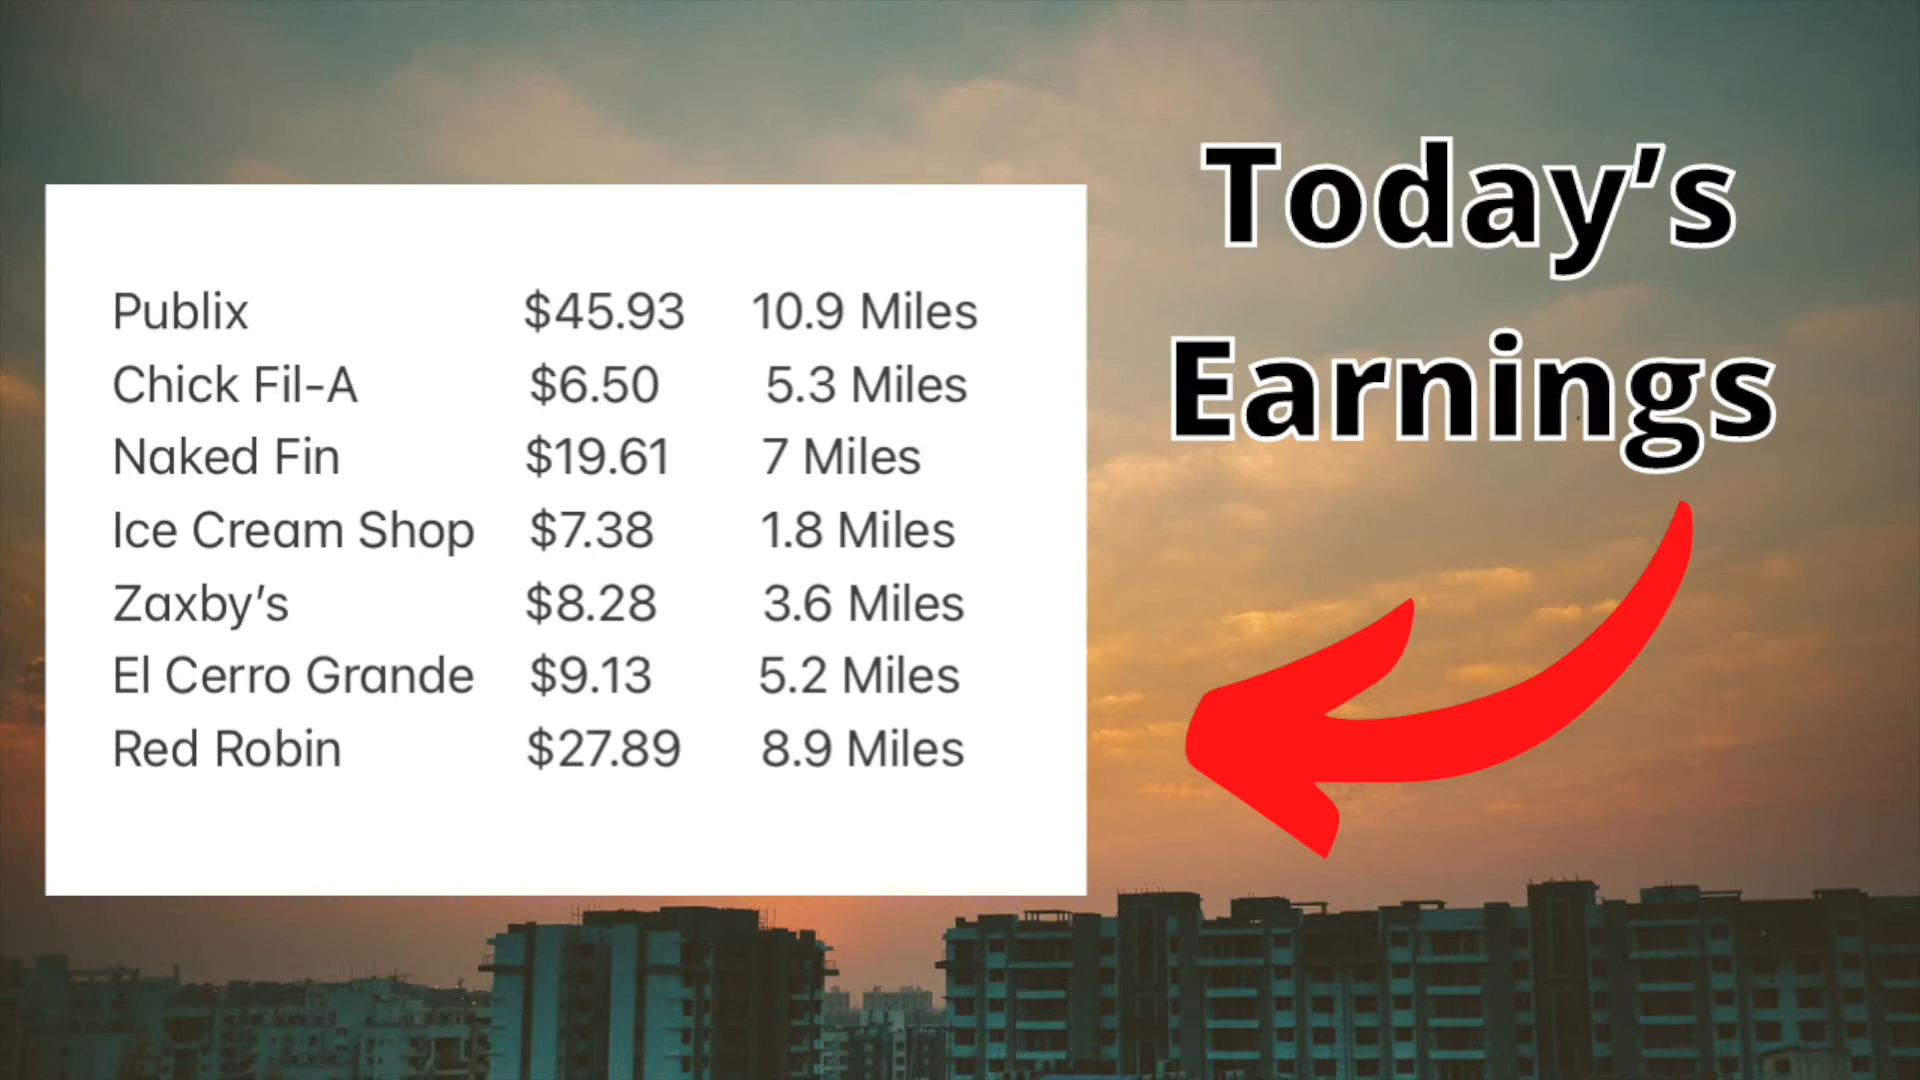 Today’s
Earnings
Publix $45.93 10.9 Miles
Chick Fil-A $6.50 5.3 Miles
Naked Fin $19.61 7 Miles
Ice Cream Shop $7.38 1.8 Miles
Zaxby’s $8.28 3.6 Miles
El Cerro Grande $9.13 5.2 Miles
Red Robin $27.89 8.9 Miles